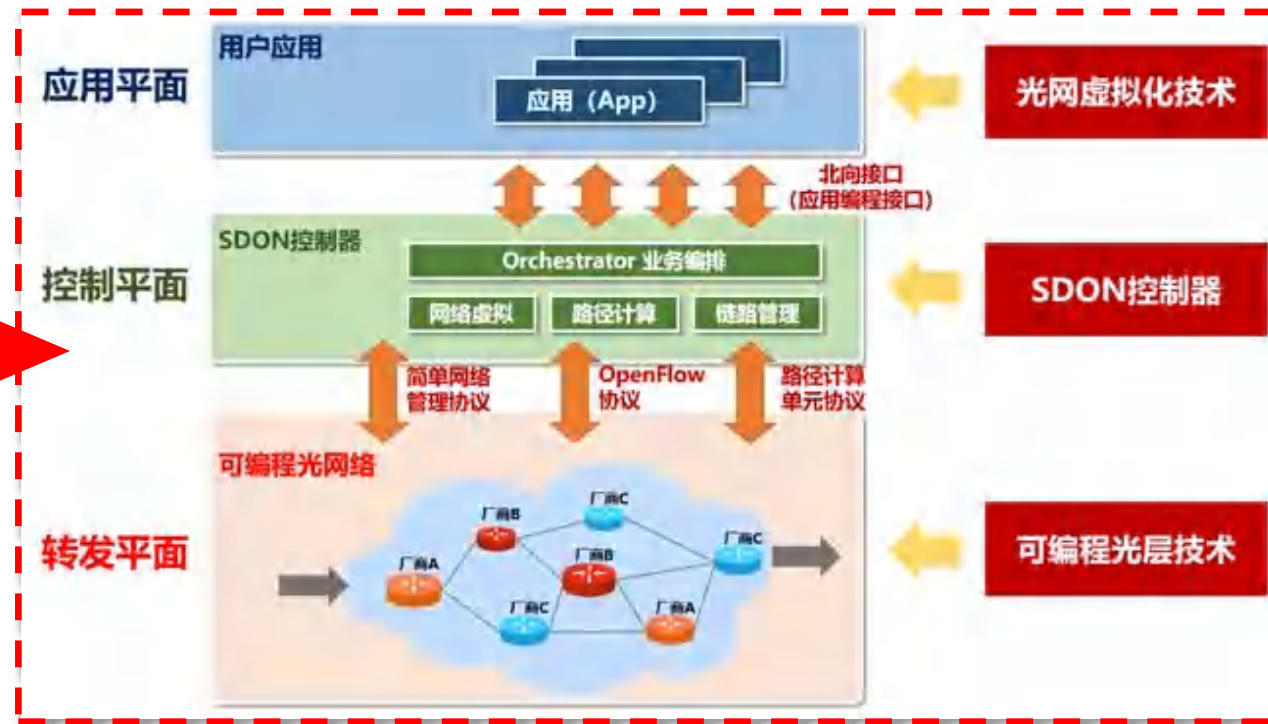 应用平面
用户应用
应用（App）
光网虚拟化技术
北向接口
（应用编程接口）
控制平面
SDON控制器
Orchestrator 业务编排
网络虚拟
路径计算
链路管理
SDON控制器
简单网络
管理协议
OpenFlow
协议
路径计算
单元协议
转发平面
可编程光网络
厂商A
厂商B
厂商C
厂商B
厂商C
厂商C
厂商A
可编程光层技术